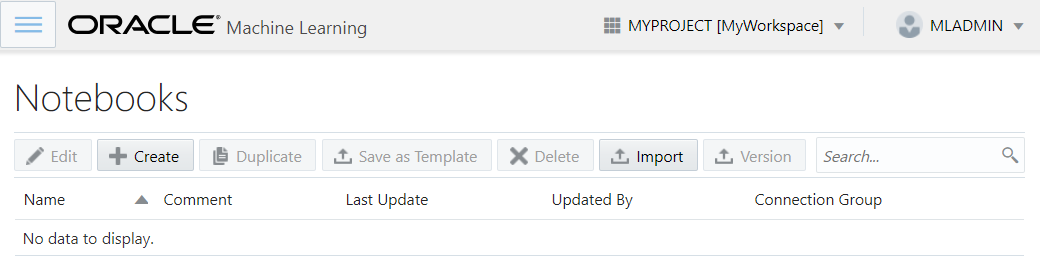 ORACLE® Machine Learning MYPROJECT [MyWorkspace] MLADMIN
Notebooks
Edit Create Duplicate Save as Template Delete Import Version Search...
Name Comment Last Update Updated By Connection Group
No data to display.